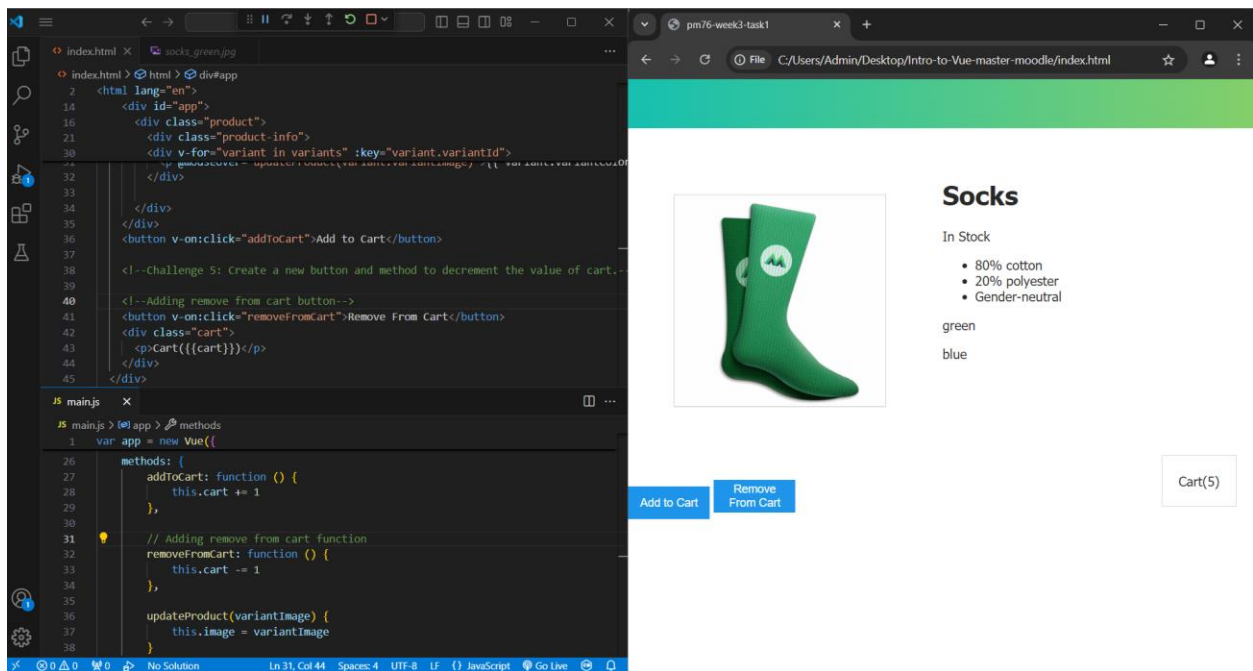 index.html
socks_green.jpg
index.html > html > div#app
2 <html lang="en">
14 <div id="app">
16 <div class="product">
21 <div class="product-info">
30 <div v-for="variant in variants" :key="variant.variantId">
32 </div>
33
34 </div>
35 </div>
36 <button v-on:click="addToCart">Add to Cart</button>
37
38 <!--Challenge 5: Create a new button and method to decrement the value of cart.-
39
40 <!--Adding remove from cart button-->
41 <button v-on:click="removeFromCart">Remove From Cart</button>
42 <div class="cart">
43 <p>Cart({{cart}})</p>
44 </div>
45 </div>
JS main.js
JS main.js > app > methods
1 var app = new Vue({
26 methods: {
27 addToCart: function () {
28 this.cart += 1
29 },
30
31 // Adding remove from cart function
32 removeFromCart: function () {
33 this.cart -= 1
34 },
35
36 updateProduct(variantImage) {
37 this.image = variantImage
38 }
1
1
0 0 0 No Solution Ln 31, Col 44 Spaces: 4 UTF-8 LF {} JavaScript Go Live
pm76-week3-task1
File C:/Users/Admin/Desktop/Intro-to-Vue-master-moodle/index.html
Socks
In Stock
80% cotton
20% polyester
Gender-neutral
green
blue
Cart(5)
Add to Cart
Remove
From Cart